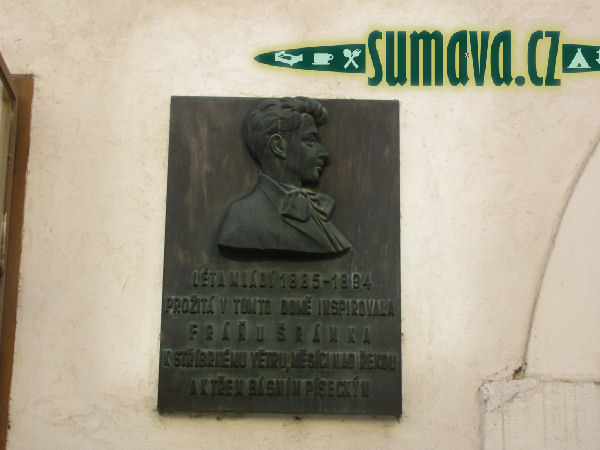 sumava.cz
LÉTA MLÁDÍ 1885-1894
PROŽITÁ V TOMTO DOMĚ INSPIROVALA
FRÁŇU ŠRÁMKA
K STŘÍBRNÉMU VĚTRU, MĚSÍCI NAD ŘEKOU
A KTŘEM BÁSNÍM PÍSECKÝM